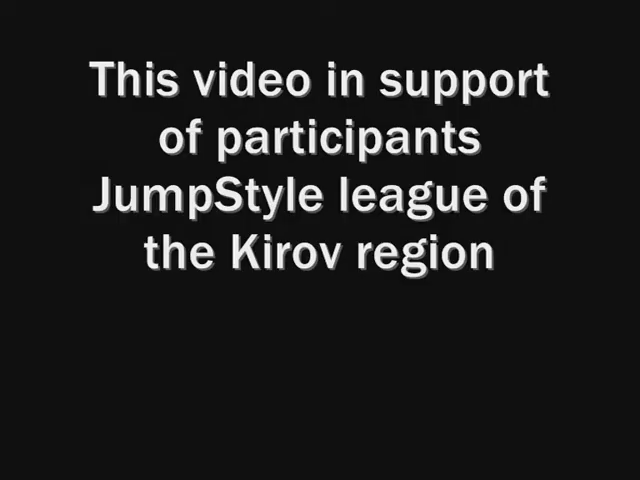 This video in support
of participants
JumpStyle league of
the Kirov region